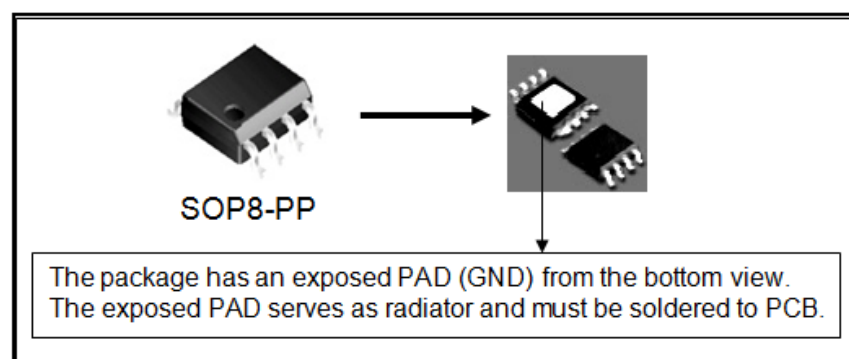 SOP8-PP
The package has an exposed PAD (GND) from the bottom view.
The exposed PAD serves as radiator and must be soldered to PCB.